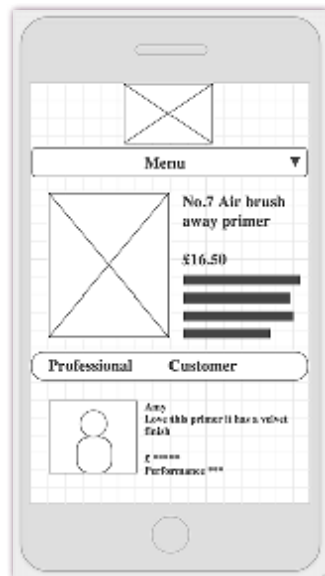 Menu
No.7 Air brush
away primer
£16.50
Professional Customer
Amy
Love this primer it has a velvet
finish
£ *****
Performance ***